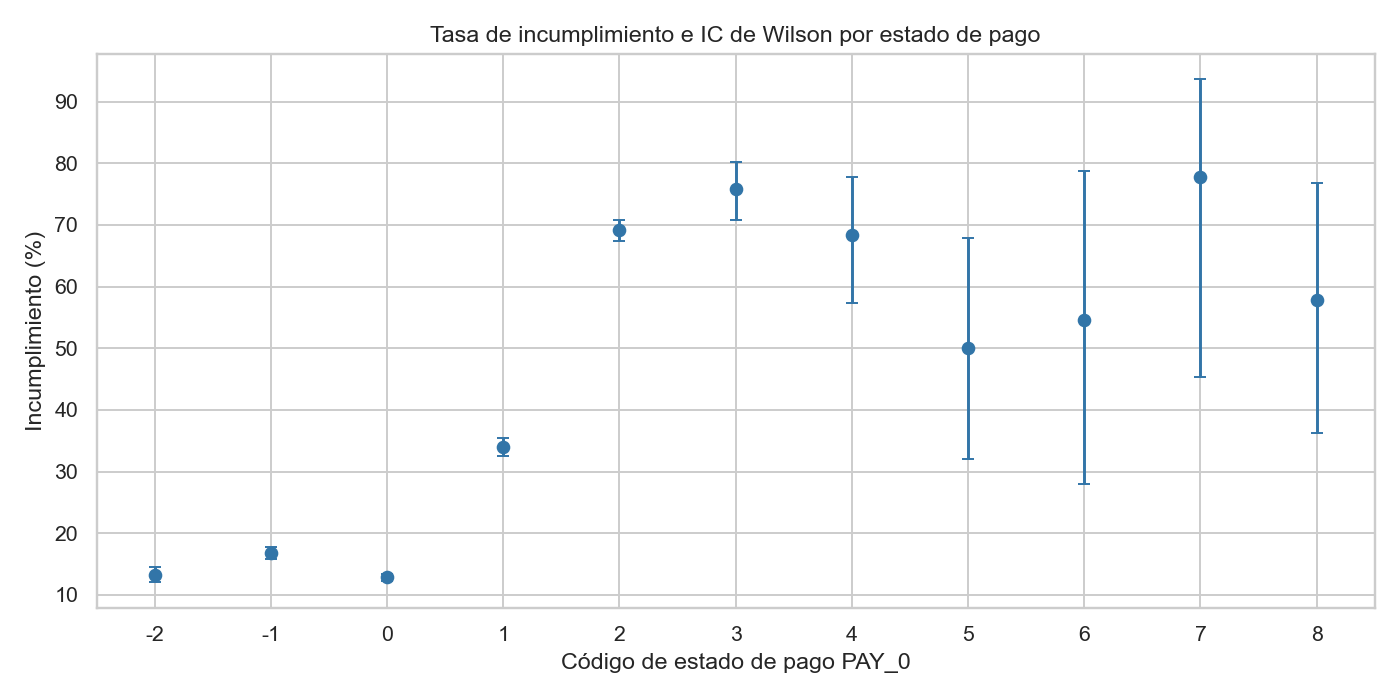 Tasa de incumplimiento e IC de Wilson por estado de pago
Incumplimiento (%)
90
80
70
60
50
40
30
20
10
-2 -1 0 1 2 3 4 5 6 7 8
Código de estado de pago PAY_0